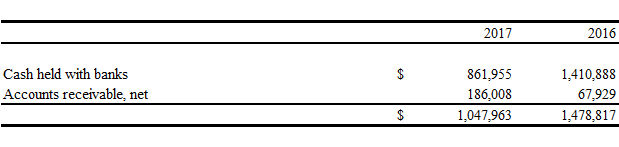 2017 2016
Cash held with banks $ 861,955 1,410,888
Accounts receivable, net 186,008 67,929
$ 1,047,963 1,478,817